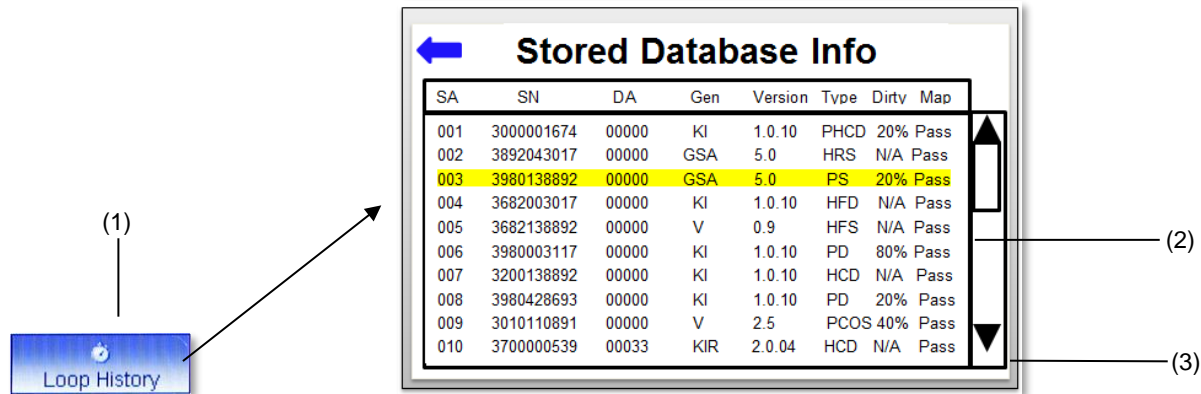 Stored Database Info
SA SN DA Gen Version Type Dirty Map
001 3000001674 00000 KI 1.0.10 PHCD 20% Pass
002 3892043017 00000 GSA 5.0 HRS N/A Pass
003 3980138892 00000 GSA 5.0 PS 20% Pass
004 3682003017 00000 KI 1.0.10 HFD N/A Pass
005 3682138892 00000 V 0.9 HFS N/A Pass
006 3980003117 00000 KI 1.0.10 PD 80% Pass
007 3200138892 00000 KI 1.0.10 HCD N/A Pass
008 3980428693 00000 KI 1.0.10 PD 20% Pass
009 3010110891 00000 V 2.5 PCOS 40% Pass
010 3700000539 00033 KIR 2.0.04 HCD N/A Pass
(1)
(2)
(3)
Loop History